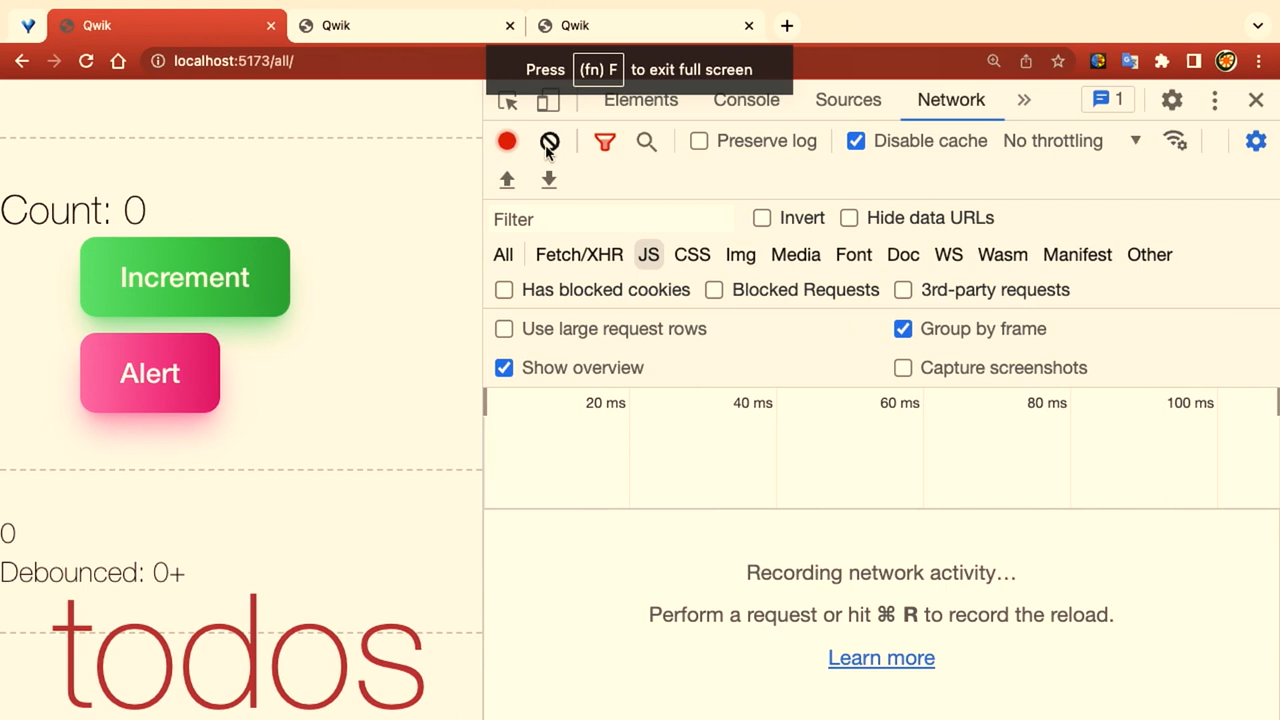 Qwik
Qwik
Qwik
localhost:5173/all/
Press (fn) F to exit full screen
Elements Console Sources Network 1
Preserve log Disable cache No throttling
Filter Invert Hide data URLs
All Fetch/XHR JS CSS Img Media Font Doc WS Wasm Manifest Other
Has blocked cookies Blocked Requests 3rd-party requests
Use large request rows Group by frame
Show overview Capture screenshots
20 ms 40 ms 60 ms 80 ms 100 ms
Recording network activity…
Perform a request or hit ⌘ R to record the reload.
Learn more
Count: 0
Increment
Alert
0
Debounced: 0+
todos